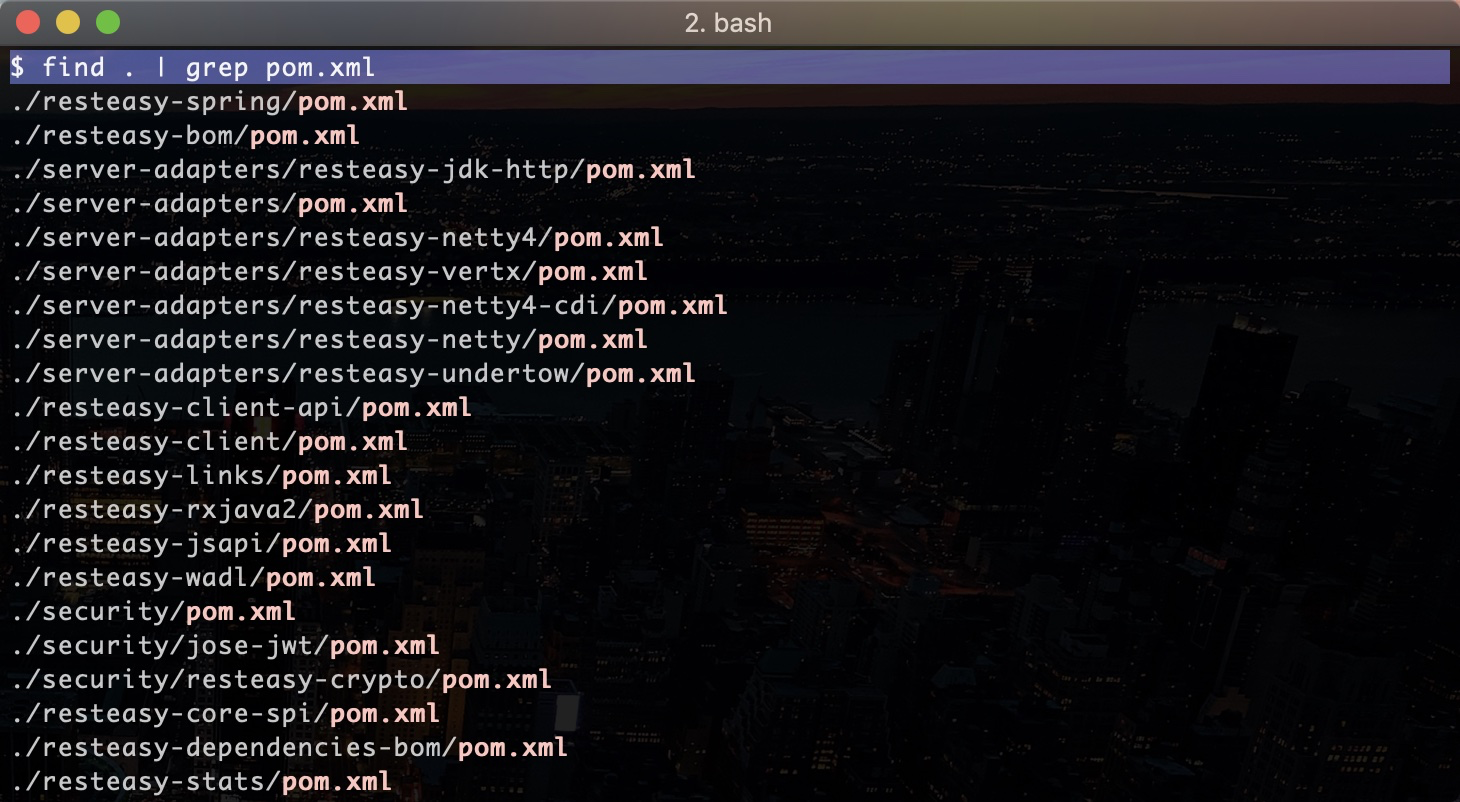 2. bash
$ find . | grep pom.xml
./resteasy-spring/pom.xml
./resteasy-bom/pom.xml
./server-adapters/resteasy-jdk-http/pom.xml
./server-adapters/pom.xml
./server-adapters/resteasy-netty4/pom.xml
./server-adapters/resteasy-vertx/pom.xml
./server-adapters/resteasy-netty4-cdi/pom.xml
./server-adapters/resteasy-netty/pom.xml
./server-adapters/resteasy-undertow/pom.xml
./resteasy-client-api/pom.xml
./resteasy-client/pom.xml
./resteasy-links/pom.xml
./resteasy-rxjava2/pom.xml
./resteasy-jsapi/pom.xml
./resteasy-wadl/pom.xml
./security/pom.xml
./security/jose-jwt/pom.xml
./security/resteasy-crypto/pom.xml
./resteasy-core-spi/pom.xml
./resteasy-dependencies-bom/pom.xml
./resteasy-stats/pom.xml